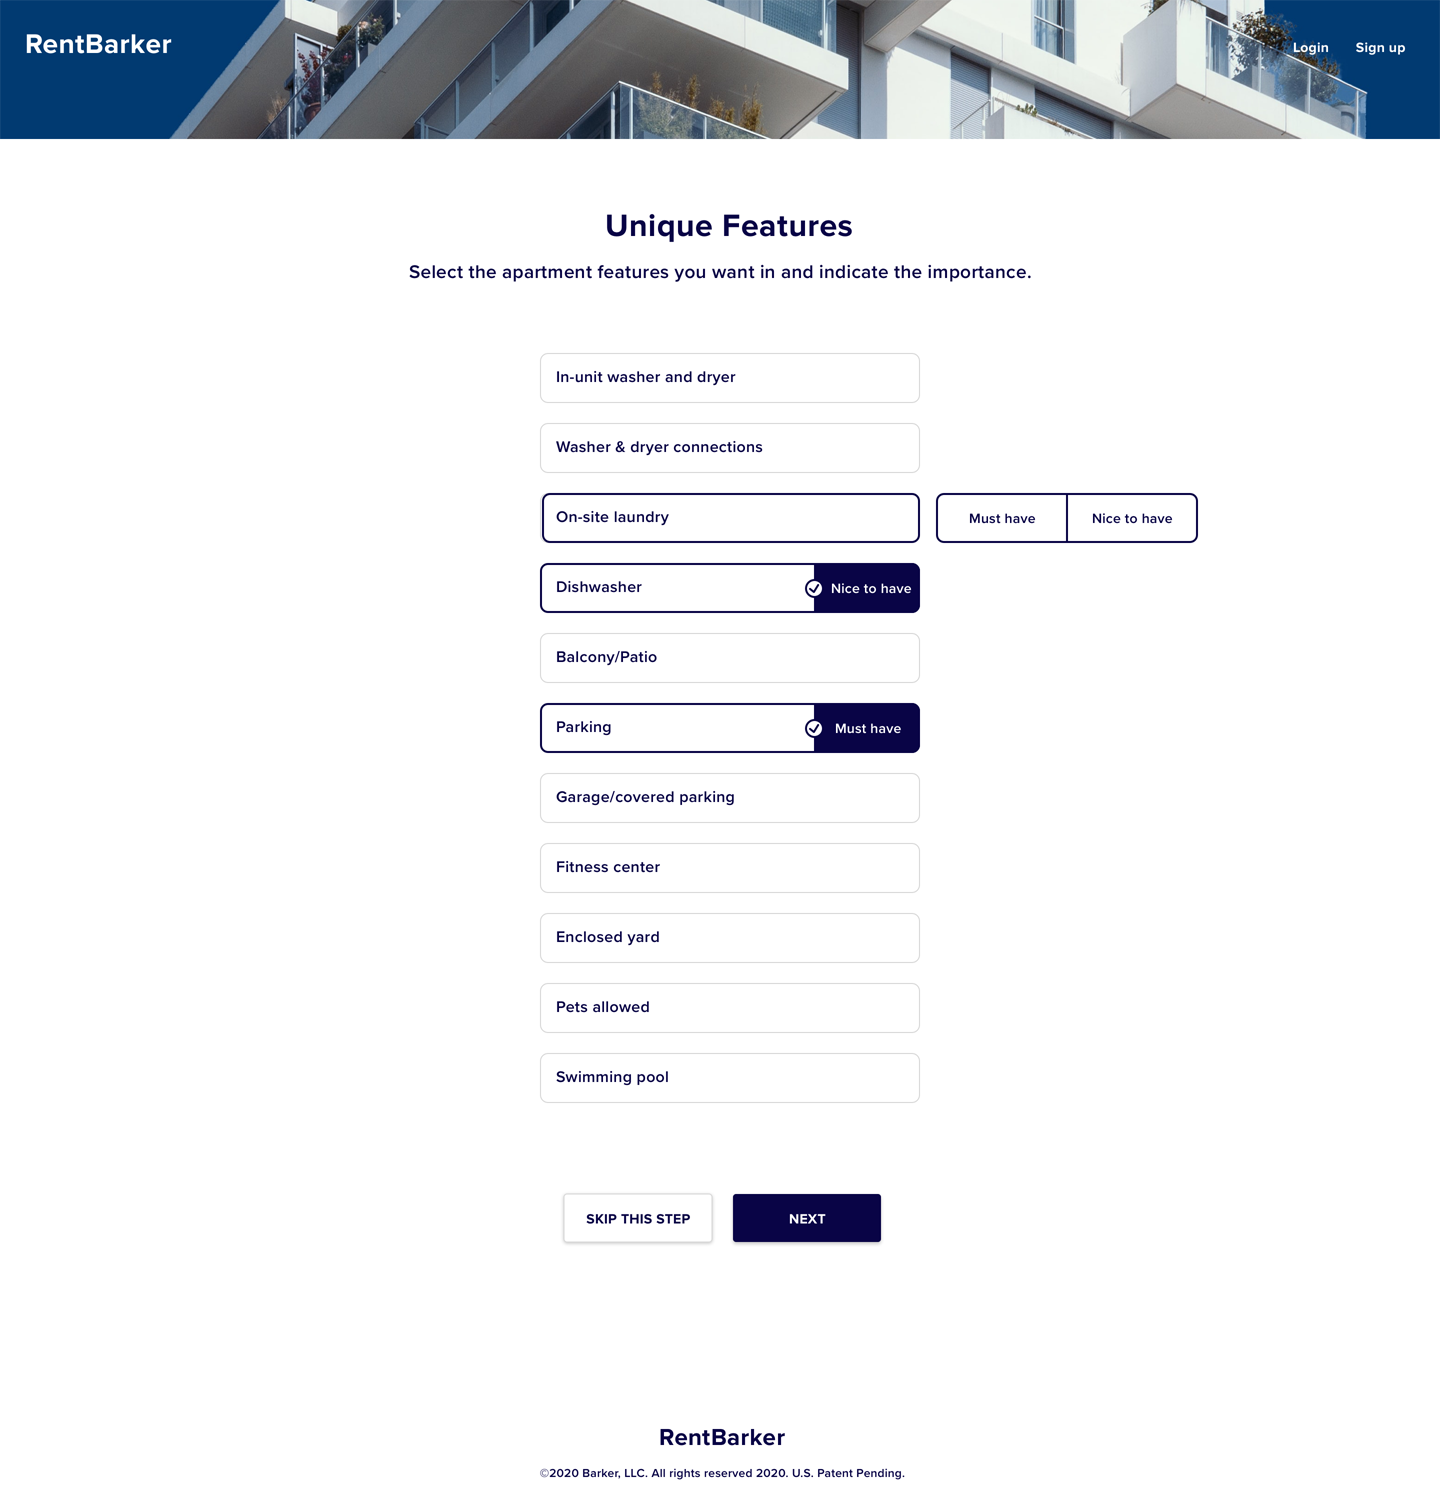 RentBarker
Login Sign up
Unique Features
Select the apartment features you want in and indicate the importance.
In-unit washer and dryer
Washer & dryer connections
On-site laundry Must have Nice to have
Dishwasher Nice to have
Balcony/Patio
Parking Must have
Garage/covered parking
Fitness center
Enclosed yard
Pets allowed
Swimming pool
SKIP THIS STEP NEXT
RentBarker
©2020 Barker, LLC. All rights reserved 2020. U.S. Patent Pending.